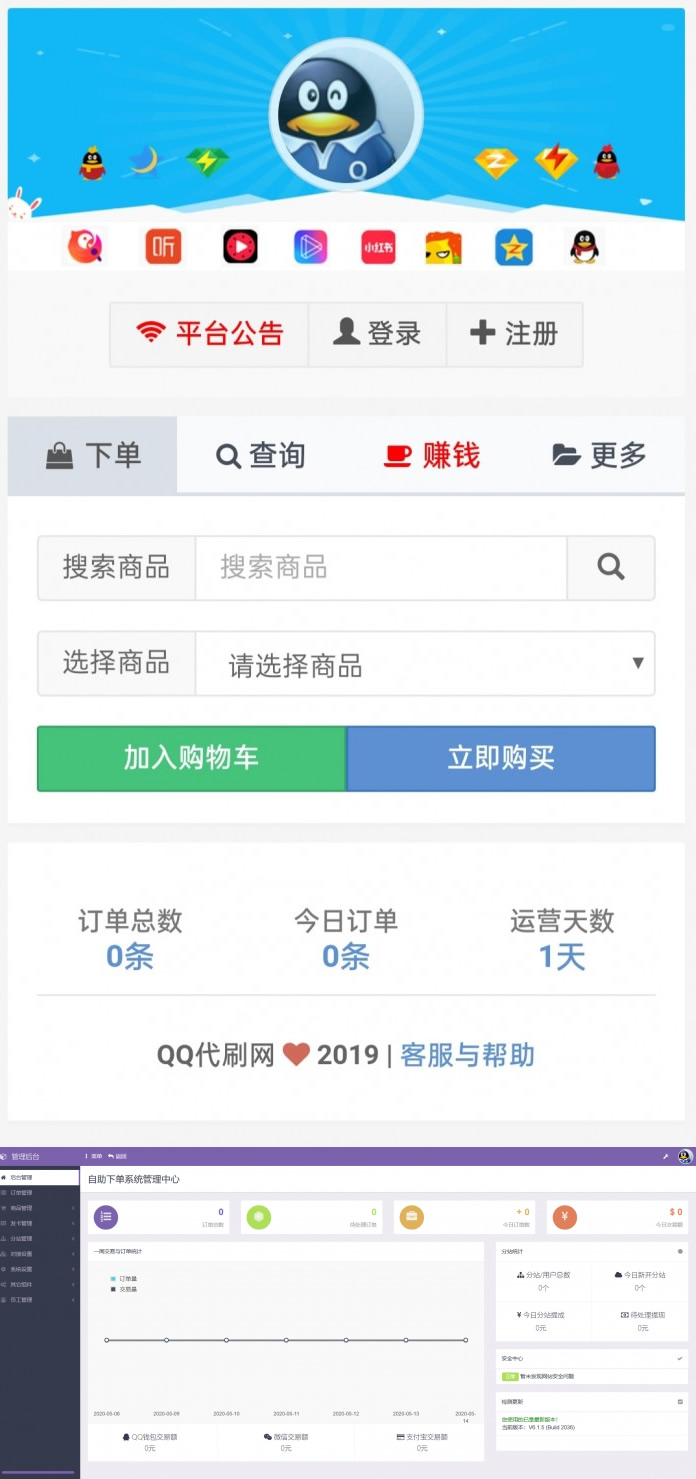 听
小红书
平台公告 登录 注册
下单 查询 赚钱 更多
搜索商品 搜索商品
选择商品 请选择商品
加入购物车 立即购买
订单总数 今日订单 运营天数
0条 0条 1天
QQ代刷网 2019 | 客服与帮助
管理后台 菜单 返回
后台管理
自助下单系统管理中心
订单管理
商品管理
发卡管理
分站管理
对接设置
系统设置
其它插件
员工管理
0 0 + 0 $ 0
订单总数 待处理订单 今日订单数 今日交易额
一周交易与订单统计
订单量
交易量
2020-05-08 2020-05-09 2020-05-10 2020-05-11 2020-05-12 2020-05-13 2020-05-14
QQ钱包交易额 微信交易额 支付宝交易额
0元 0元 0元
分站统计
分站/用户总数 今日新开分站
0个 0个
今日分站提成 待处理提现
0元 0元
安全中心
正常 暂未发现网站安全问题
检测更新
您使用的已是最新版本！
当前版本：V6.1.5 (Build 2036)